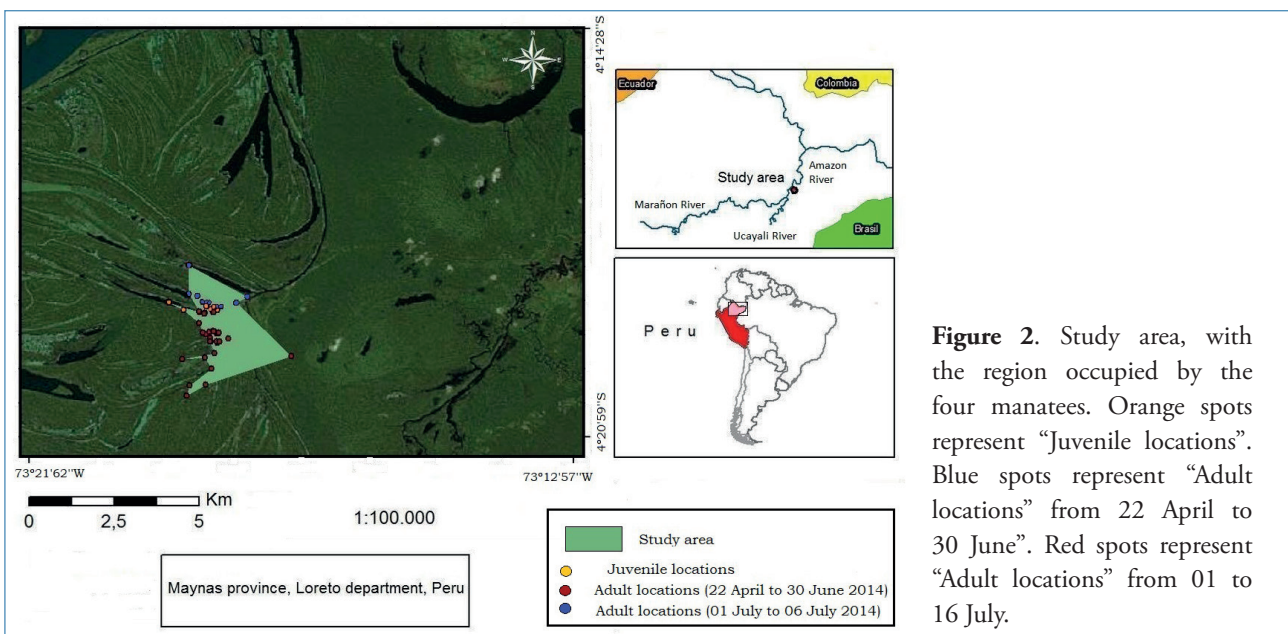 N
W
E
S
4°14'28"S
4°20'59"S
73°21'62"W
73°12'57"W
Km
0
2,5
5
1:100.000
Maynas province, Loreto department, Peru
Ecuador
Colombia
Study area
Amazon
River
Marañon River
Ucayali River
Brasil
Peru
Study area
Juvenile locations
Adult locations (22 April to 30 June 2014)
Adult locations (01 July to 06 July 2014)
Figure 2. Study area, with
the region occupied by the
four manatees. Orange spots
represent “Juvenile locations”.
Blue spots represent “Adult
locations” from 22 April to
30 June”. Red spots represent
“Adult locations” from 01 to
16 July.